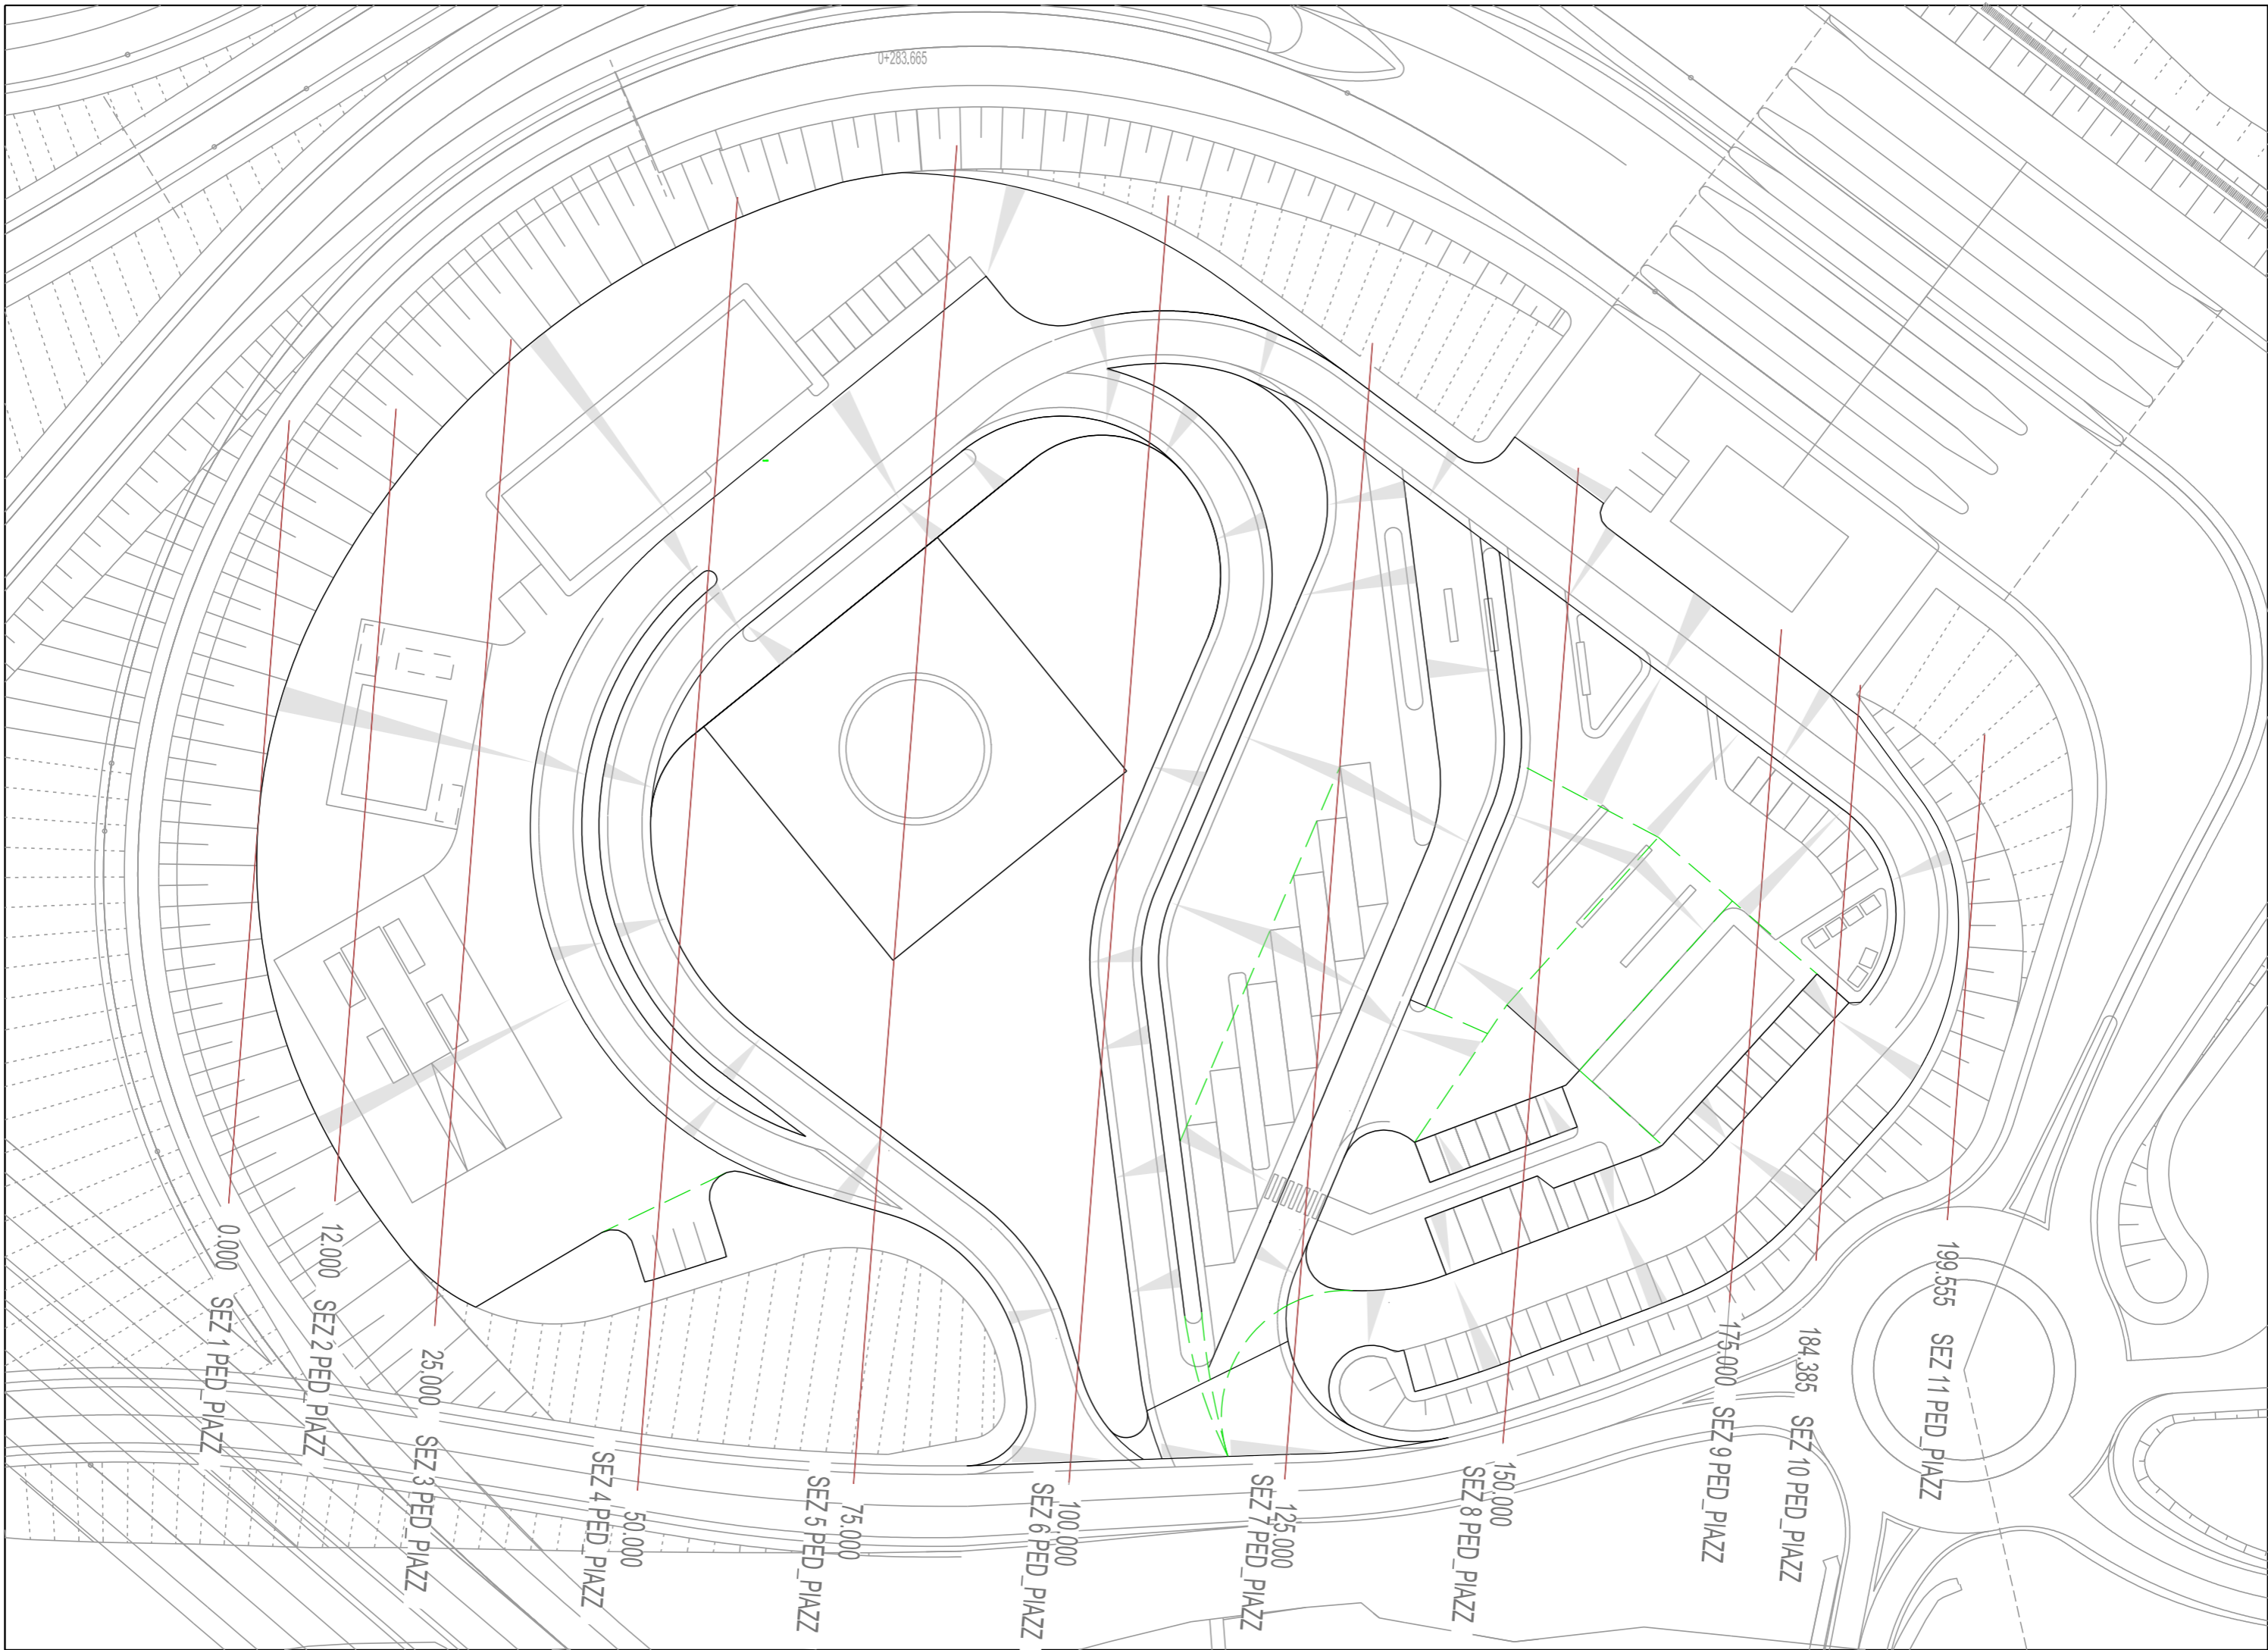 0+283.665
0.000 SEZ 1 PED_PIAZZ
12.000 SEZ 2 PED_PIAZZ
25.000 SEZ 3 PED_PIAZZ
50.000
SEZ 4 PED_PIAZZ
75.000
SEZ 5 PED_PIAZZ
100.000
SEZ 6 PED_PIAZZ
125.000
SEZ 7 PED_PIAZZ
150.000
SEZ 8 PED_PIAZZ
175.000 SEZ 9 PED_PIAZZ
184.385 SEZ 10 PED_PIAZZ
199.555 SEZ 11 PED_PIAZZ